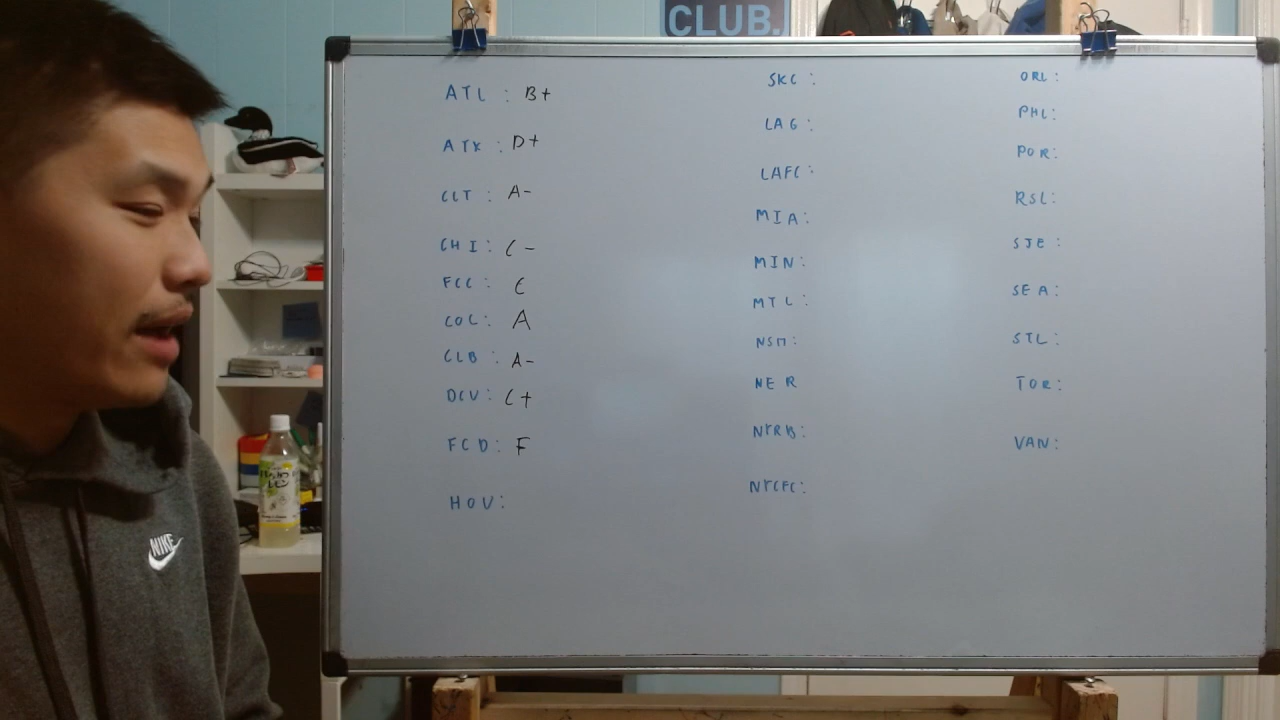 CLUB.
ATL : B+
ATX : D+
CLT : A-
CHI : C-
FCC : C
COL : A
CLB : A-
DCU : C+
FCD : F
HOU :
SKC :
LAG :
LAFC :
MIA :
MIN :
MTL :
NSH :
NER
NYRB :
NYCFC :
ORL :
PHL :
POR :
RSL :
SJE :
SEA :
STL :
TOR :
VAN :
NIKE